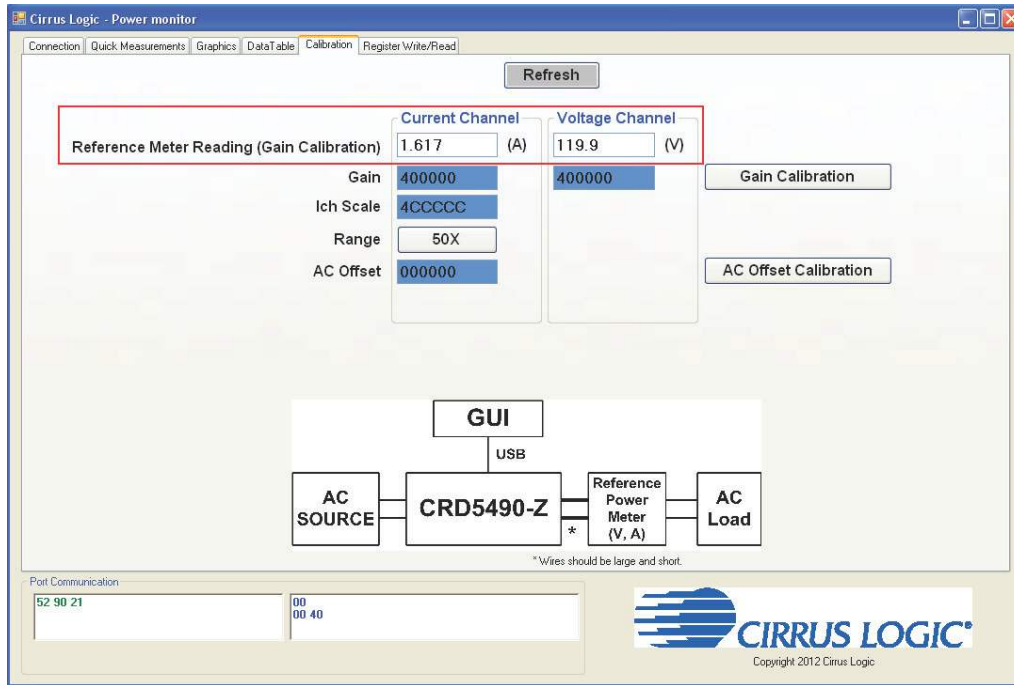 Cirrus Logic - Power monitor
Connection Quick Measurements Graphics DataTable Calibration Register Write/Read
Refresh
Current Channel Voltage Channel
Reference Meter Reading (Gain Calibration) 1.617 (A) 119.9 (V)
Gain 400000 400000 Gain Calibration
Ich Scale 4CCCCC
Range 50X
AC Offset 000000 AC Offset Calibration
GUI
USB
AC SOURCE
CRD5490-Z
*
Reference
Power
Meter
(V, A)
AC
Load
* Wires should be large and short.
Port Communication
52 90 21
00
00 40
CIRRUS LOGIC®
Copyright 2012 Cirrus Logic